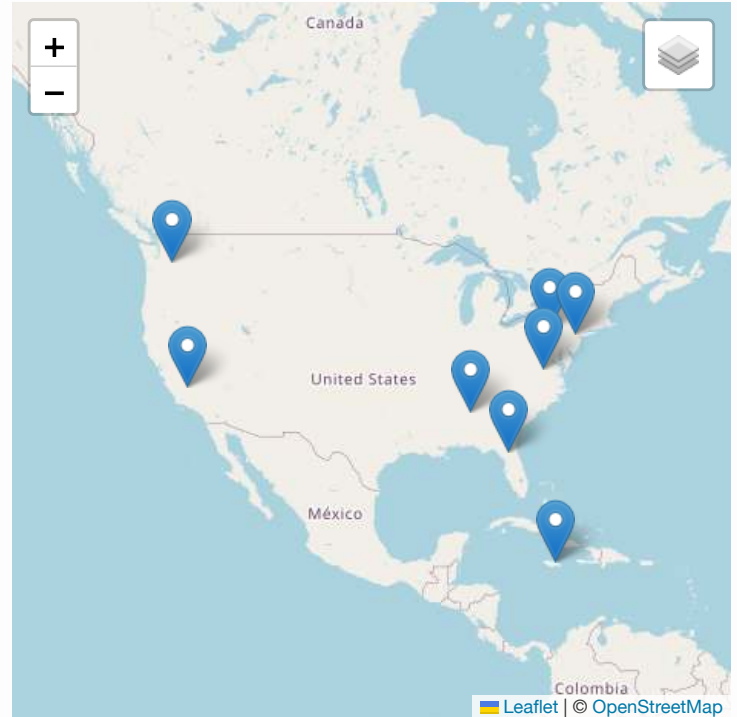 Canada
+
−
United States
México
Colombia
Leaflet | © OpenStreetMap